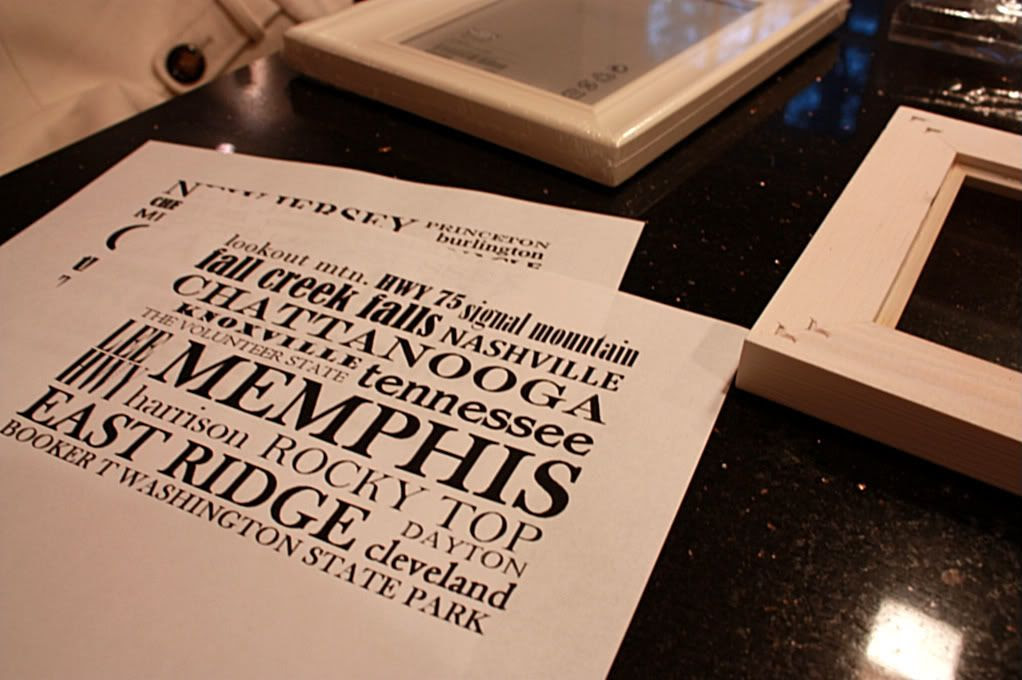 NEW JERSEY PRINCETON
burlington
lookout mtn. HWY 75 signal mountain
fall creek falls NASHVILLE
CHATTANOOGA
KNOXVILLE tennessee
THE VOLUNTEER STATE
LEE HWY MEMPHIS
harrison ROCKY TOP
EAST RIDGE DAYTON
cleveland
BOOKER T WASHINGTON STATE PARK